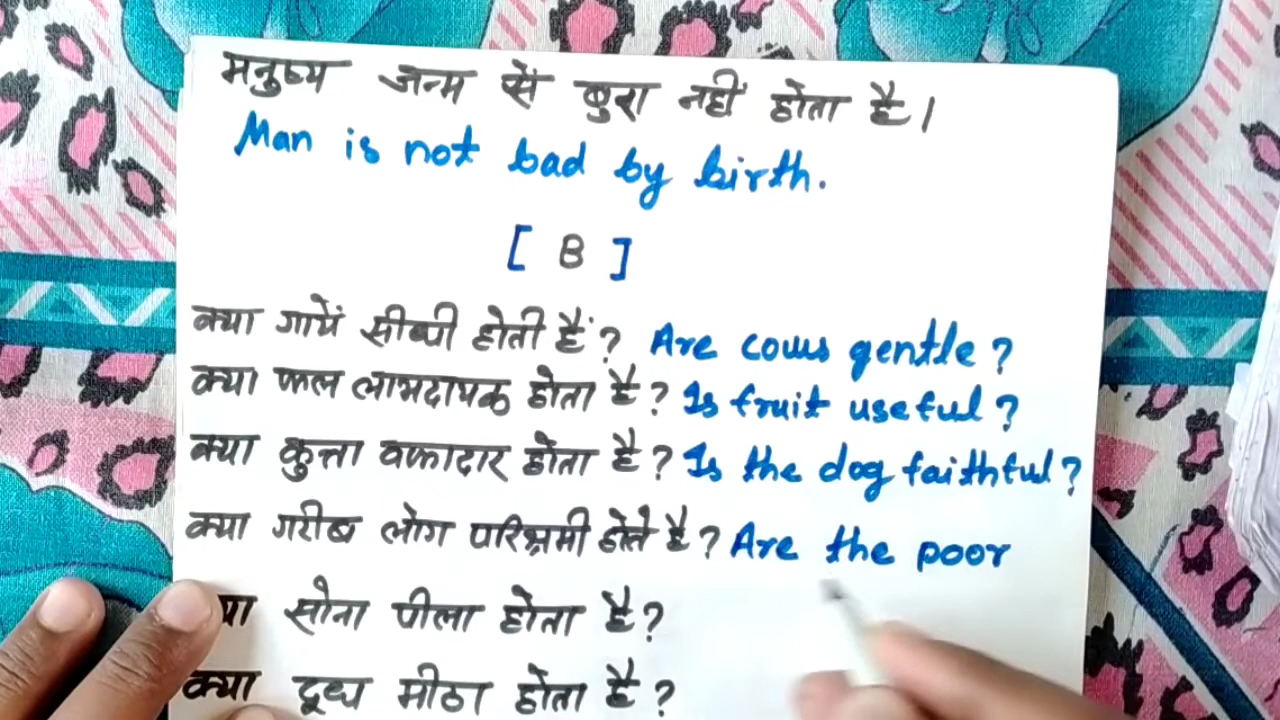 मनुष्य जन्म से बुरा नहीं होता है।
Man is not bad by birth.
[ B ]
क्या गायें सीधी होती हैं? Are cows gentle?
क्या फल लाभदायक होता है? Is fruit useful?
क्या कुत्ता वफादार होता है? Is the dog faithful?
क्या गरीब लोग परिश्रमी होते है? Are the poor
या सोना पीला होता है?
क्या दूध मीठा होता है?